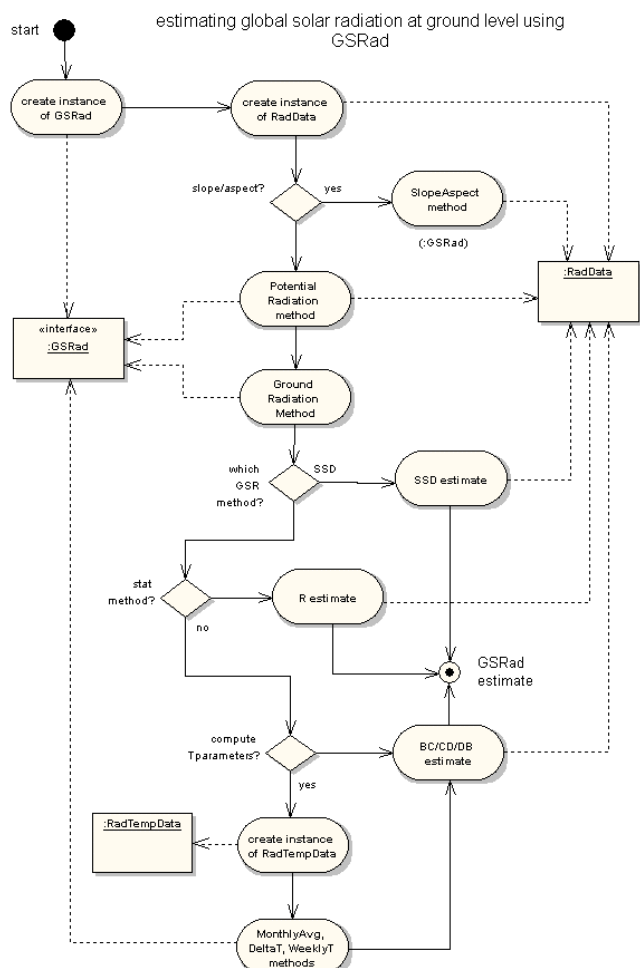 estimating global solar radiation at ground level using
GSRad
start
create instance
of GSRad
create instance
of RadData
slope/aspect?
yes
SlopeAspect
method
(:GSRad)
:RadData
Potential
Radiation
method
«interface»
:GSRad
Ground
Radiation
Method
which
GSR
method?
SSD
SSD estimate
stat
method?
no
R estimate
GSRad
estimate
compute
Tparameters?
yes
BC/CD/DB
estimate
:RadTempData
create instance
of RadTempData
MonthlyAvg,
DeltaT, WeeklyT
methods